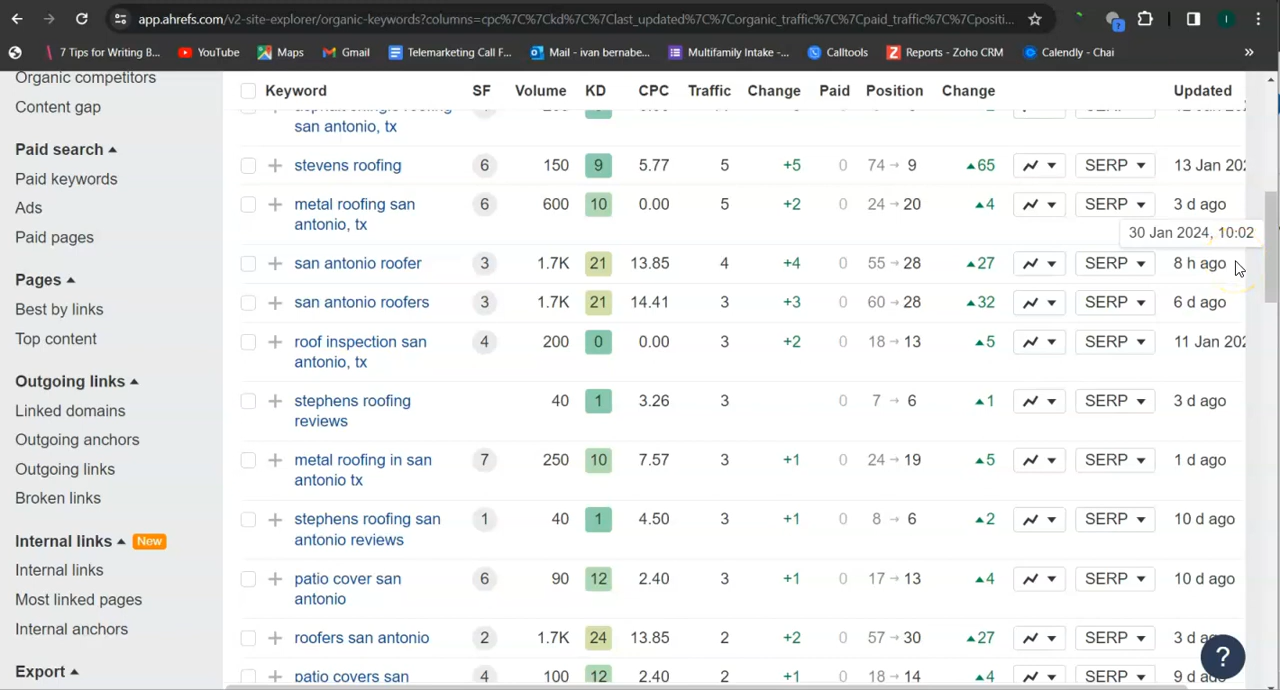 app.ahrefs.com/v2-site-explorer/organic-keywords?columns=cpc%7C%7Ckd%7C%7Clast_updated%7C%7Corganic_traffic%7C%7Cpaid_traffic%7C%7Cpositi...
7 Tips for Writing B... YouTube Maps Gmail Telemarketing Call F... Mail - ivan bernabe... Multifamily Intake -... Calltools Reports - Zoho CRM Calendly - Chai »
Organic competitors
Content gap
Paid search
Paid keywords
Ads
Paid pages
Pages
Best by links
Top content
Outgoing links
Linked domains
Outgoing anchors
Outgoing links
Broken links
Internal links New
Internal links
Most linked pages
Internal anchors
Export
Keyword SF Volume KD CPC Traffic Change Paid Position Change Updated
san antonio, tx
stevens roofing 6 150 9 5.77 5 +5 0 74 → 9 ▲65 SERP 13 Jan 202
metal roofing san 6 600 10 0.00 5 +2 0 24 → 20 ▲4 SERP 3 d ago
antonio, tx
30 Jan 2024, 10:02
san antonio roofer 3 1.7K 21 13.85 4 +4 0 55 → 28 ▲27 SERP 8 h ago
san antonio roofers 3 1.7K 21 14.41 3 +3 0 60 → 28 ▲32 SERP 6 d ago
roof inspection san 4 200 0 0.00 3 +2 0 18 → 13 ▲5 SERP 11 Jan 202
antonio, tx
stephens roofing 40 1 3.26 3 0 7 → 6 ▲1 SERP 3 d ago
reviews
metal roofing in san 7 250 10 7.57 3 +1 0 24 → 19 ▲5 SERP 1 d ago
antonio tx
stephens roofing san 1 40 1 4.50 3 +1 0 8 → 6 ▲2 SERP 10 d ago
antonio reviews
patio cover san 6 90 12 2.40 3 +1 0 17 → 13 ▲4 SERP 10 d ago
antonio
roofers san antonio 2 1.7K 24 13.85 2 +2 0 57 → 30 ▲27 SERP 3 d ago
patio covers san 4 100 12 2.40 2 +1 0 18 → 14 ▲4 SERP 9 d ago
?